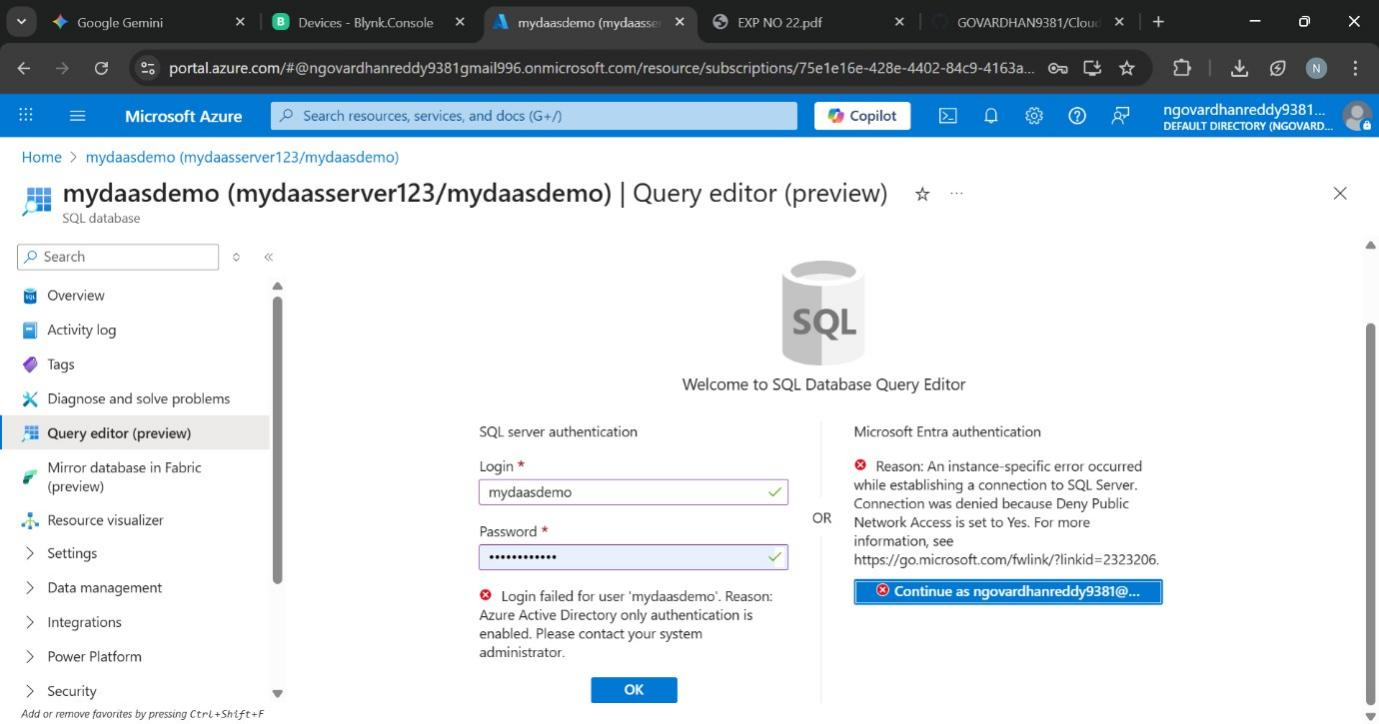 Google Gemini
Devices - Blynk.Console
mydaasdemo (mydaasser
EXP NO 22.pdf
GOVARDHAN9381/Cloud
portal.azure.com/#@ngovardhanreddy9381gmail996.onmicrosoft.com/resource/subscriptions/75e1e16e-428e-4402-84c9-4163a...
N
Microsoft Azure
Search resources, services, and docs (G+/)
Copilot
ngovardhanreddy9381...
DEFAULT DIRECTORY (NGOVARD...
Home > mydaasdemo (mydaasserver123/mydaasdemo)
mydaasdemo (mydaasserver123/mydaasdemo) | Query editor (preview)
SQL database
Search
Overview
Activity log
Tags
Diagnose and solve problems
Query editor (preview)
Mirror database in Fabric
(preview)
Resource visualizer
Settings
Data management
Integrations
Power Platform
Security
Add or remove favorites by pressing Ctrl+Shift+F
SQL
Welcome to SQL Database Query Editor
SQL server authentication
Login *
mydaasdemo
Password *
••••••••••••
Login failed for user 'mydaasdemo'. Reason:
Azure Active Directory only authentication is
enabled. Please contact your system
administrator.
OK
OR
Microsoft Entra authentication
Reason: An instance-specific error occurred
while establishing a connection to SQL Server.
Connection was denied because Deny Public
Network Access is set to Yes. For more
information, see
https://go.microsoft.com/fwlink/?linkid=2323206.
Continue as ngovardhanreddy9381@...